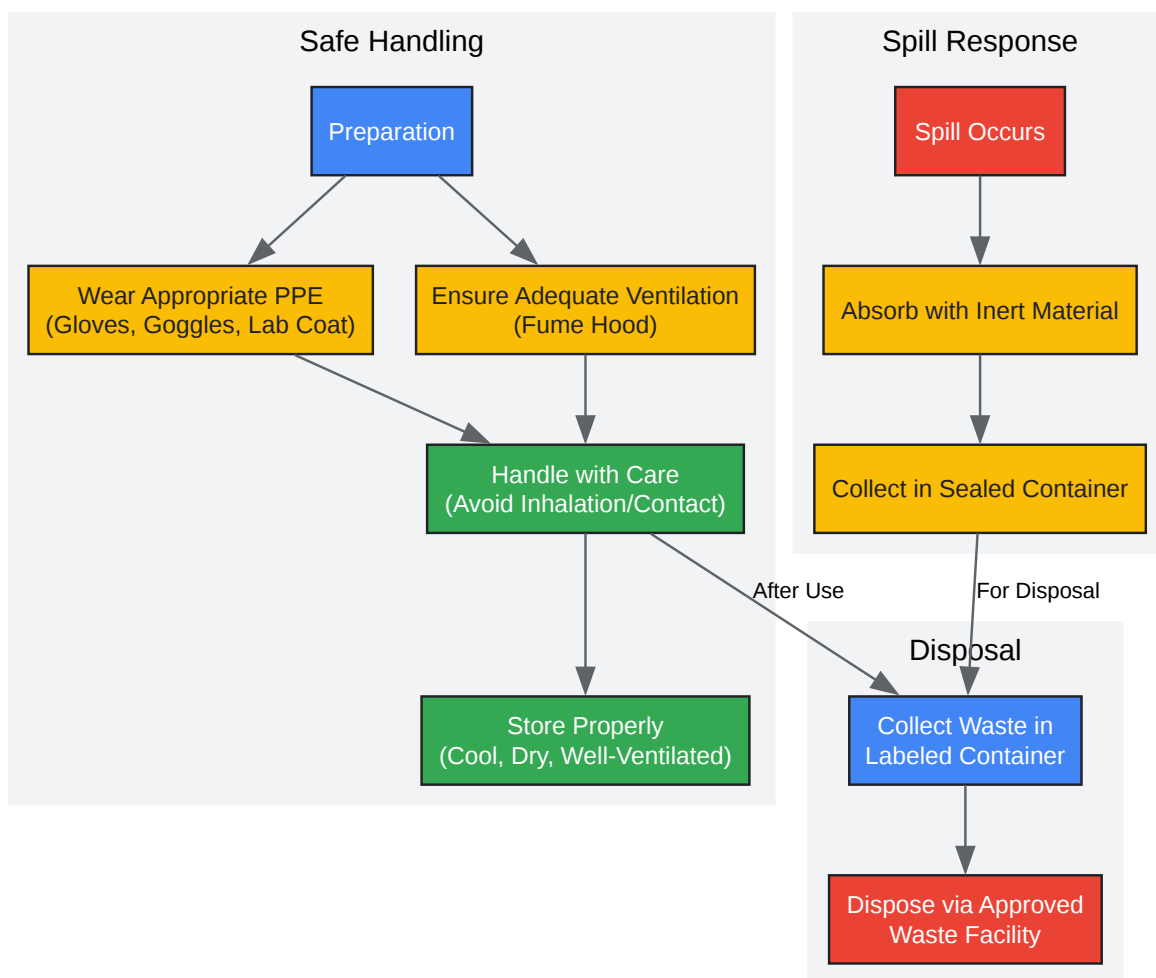 Safe Handling
Preparation
Wear Appropriate PPE
(Gloves, Goggles, Lab Coat)
Ensure Adequate Ventilation
(Fume Hood)
Handle with Care
(Avoid Inhalation/Contact)
Store Properly
(Cool, Dry, Well-Ventilated)
Spill Response
Spill Occurs
Absorb with Inert Material
Collect in Sealed Container
After Use
For Disposal
Disposal
Collect Waste in
Labeled Container
Dispose via Approved
Waste Facility